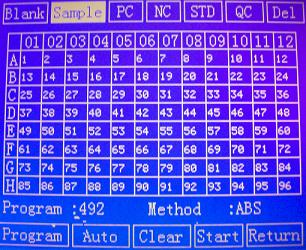 Blank Sample PC NC STD QC Del
01 02 03 04 05 06 07 08 09 10 11 12
A 1 2 3 4 5 6 7 8 9 10 11 12
B 13 14 15 16 17 18 19 20 21 22 23 24
C 25 26 27 28 29 30 31 32 33 34 35 36
D 37 38 39 40 41 42 43 44 45 46 47 48
E 49 50 51 52 53 54 55 56 57 58 59 60
F 61 62 63 64 65 66 67 68 69 70 71 72
G 73 74 75 76 77 78 79 80 81 82 83 84
H 85 86 87 88 89 90 91 92 93 94 95 96
Program :492 Method :ABS
Program Auto Clear Start Return